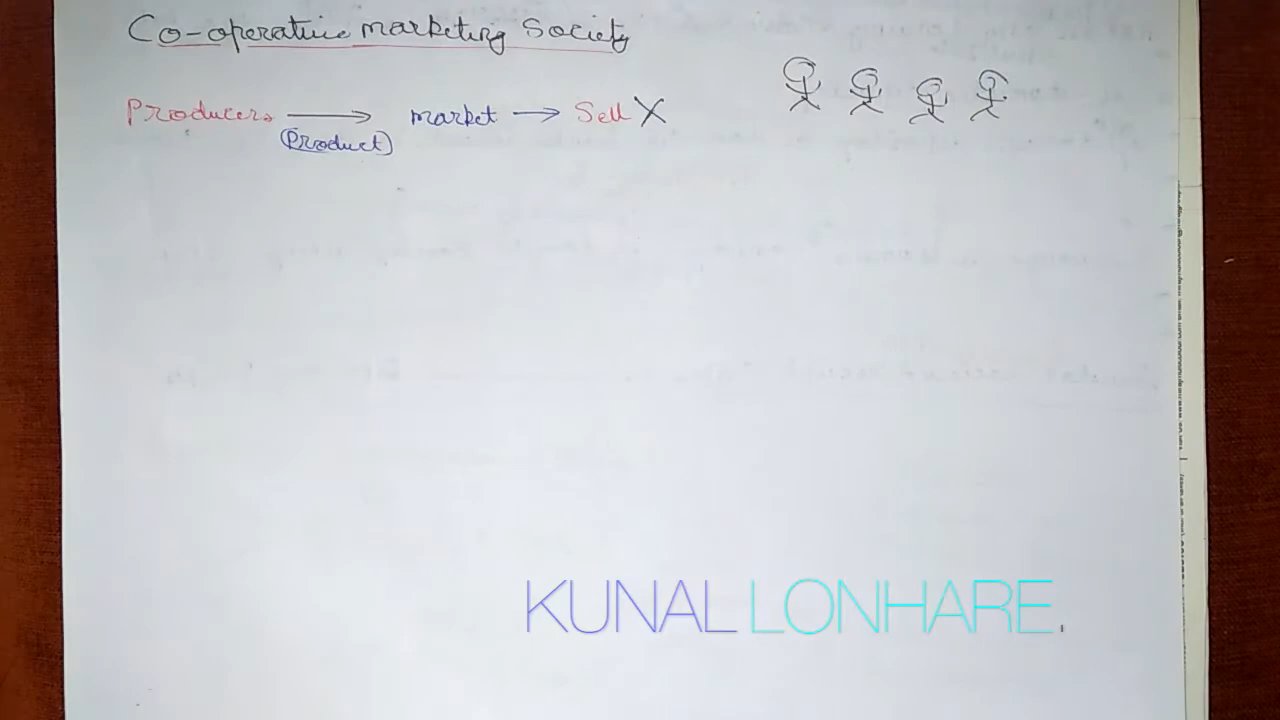 Co-operative marketing Society
Producers → market → Sell X
(Product)
KUNAL LONHARE.